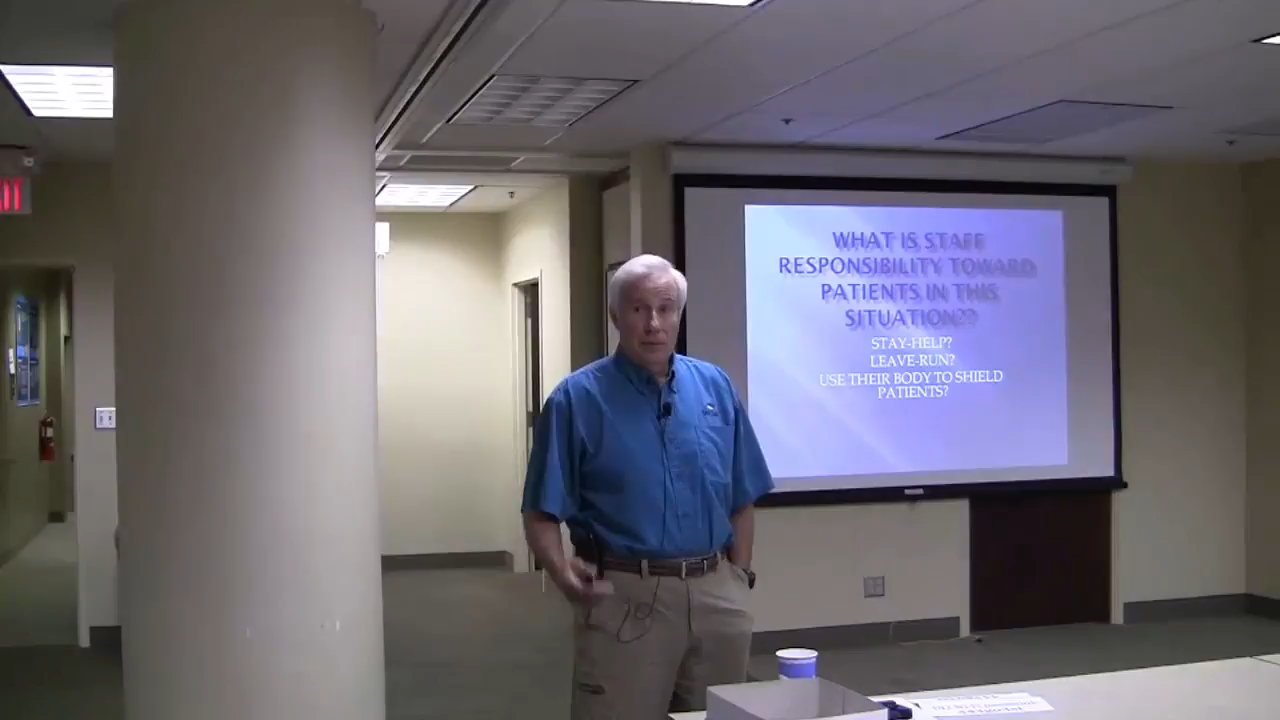 WHAT IS STAFF
RESPONSIBILITY TOWARD
PATIENTS IN THIS
SITUATION??
STAY-HELP?
LEAVE-RUN?
USE THEIR BODY TO SHIELD
PATIENTS?